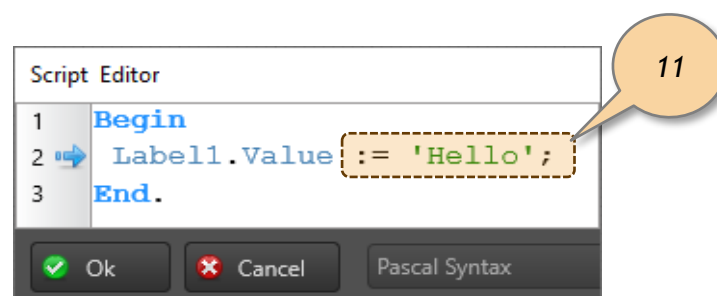 11
Script Editor
1 Begin
2 Label1.Value := 'Hello';
3 End.
Ok Cancel Pascal Syntax